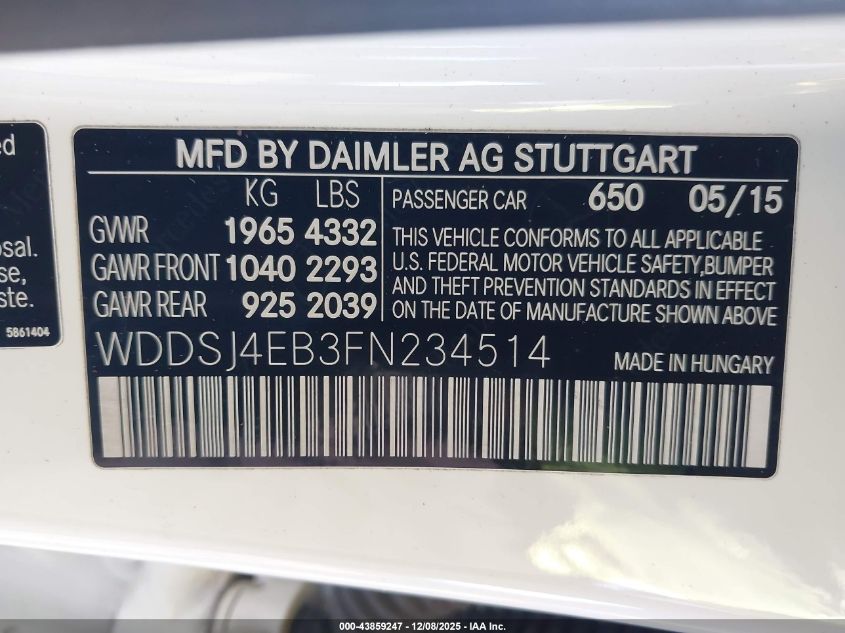 ed
osal.
se,
ste.
5861404
MFD BY DAIMLER AG STUTTGART
KG LBS
GVWR 1965 4332
GAWR FRONT 1040 2293
GAWR REAR 925 2039
PASSENGER CAR 650 05/15
THIS VEHICLE CONFORMS TO ALL APPLICABLE
U.S. FEDERAL MOTOR VEHICLE SAFETY,BUMPER
AND THEFT PREVENTION STANDARDS IN EFFECT
ON THE DATE OF MANUFACTURE SHOWN ABOVE
WDDSJ4EB3FN234514 MADE IN HUNGARY
000-43859247 - 12/08/2025 - IAA Inc.